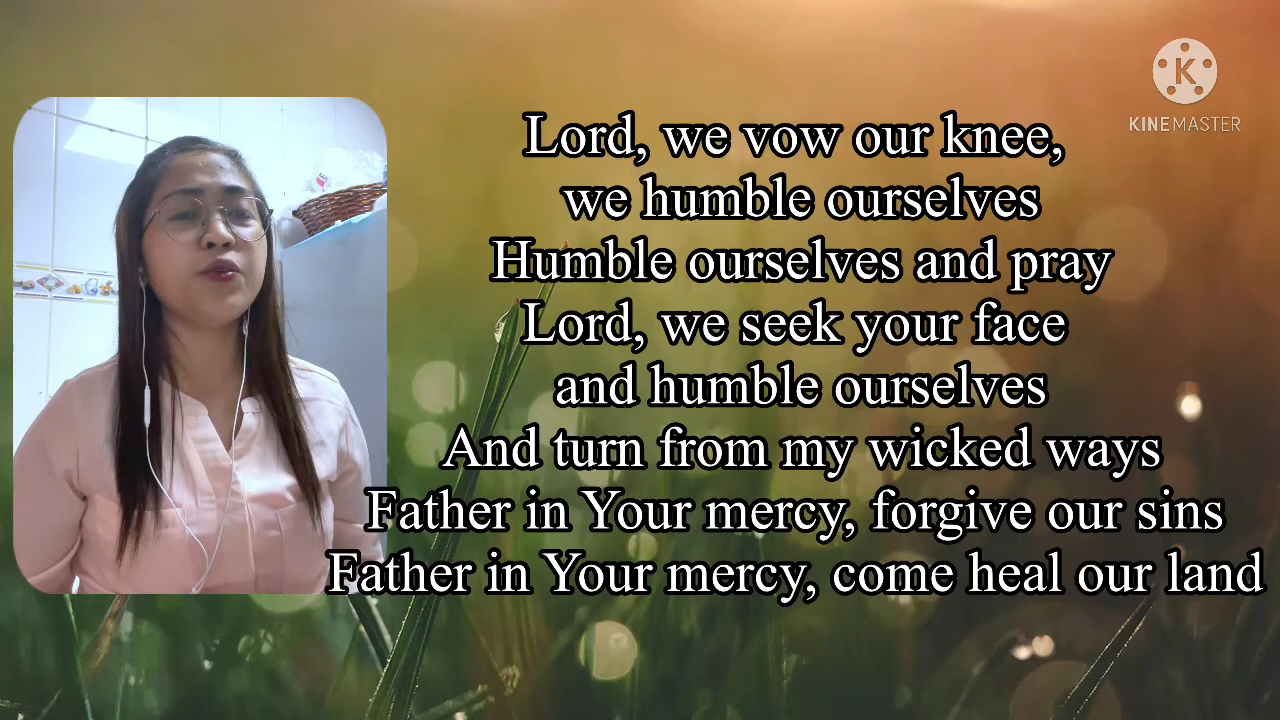 K
KINEMASTER
Lord, we vow our knee,
we humble ourselves
Humble ourselves and pray
Lord, we seek your face
and humble ourselves
And turn from my wicked ways
Father in Your mercy, forgive our sins
Father in Your mercy, come heal our land